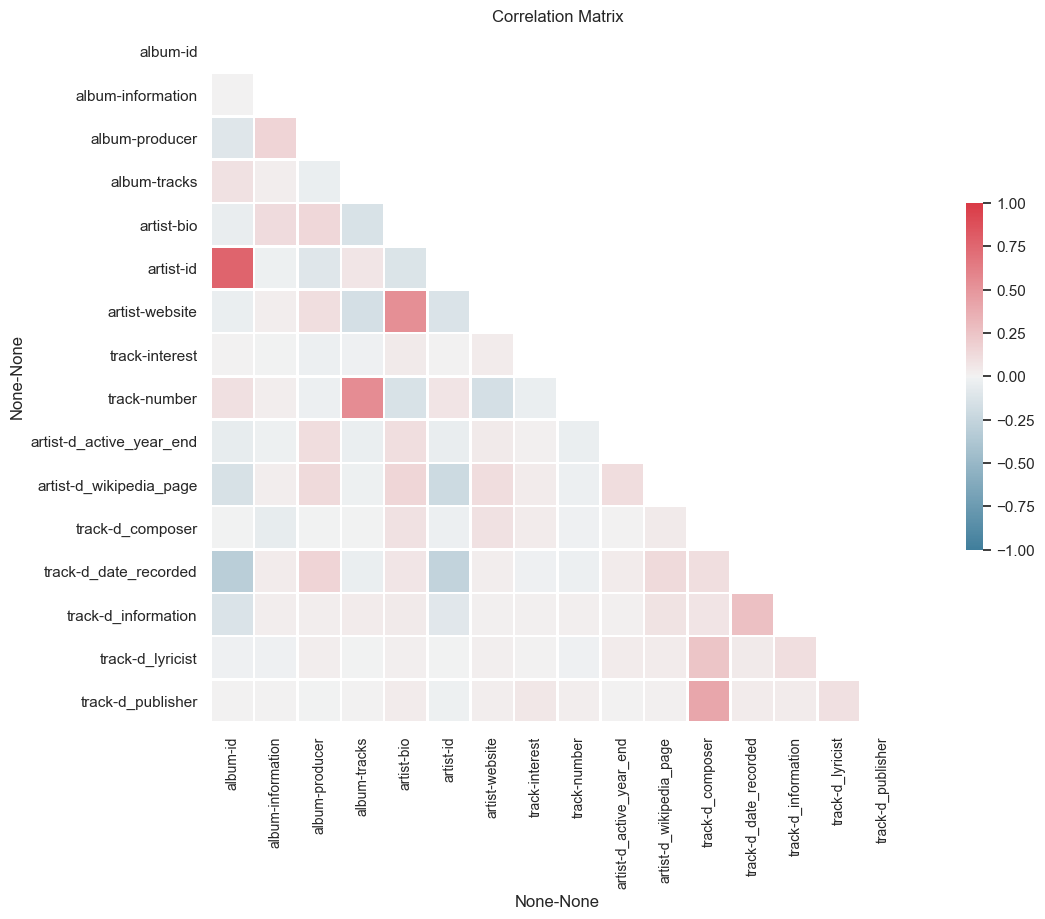 Correlation Matrix
album-id
album-information
album-producer
album-tracks
artist-bio
artist-id
artist-website
track-interest
track-number
artist-d_active_year_end
artist-d_wikipedia_page
track-d_composer
track-d_date_recorded
track-d_information
track-d_lyricist
track-d_publisher
None-None
1.00
0.75
0.50
0.25
0.00
−0.25
−0.50
−0.75
−1.00
album-id
album-information
album-producer
album-tracks
artist-bio
artist-id
artist-website
track-interest
track-number
artist-d_active_year_end
artist-d_wikipedia_page
track-d_composer
track-d_date_recorded
track-d_information
track-d_lyricist
track-d_publisher
None-None